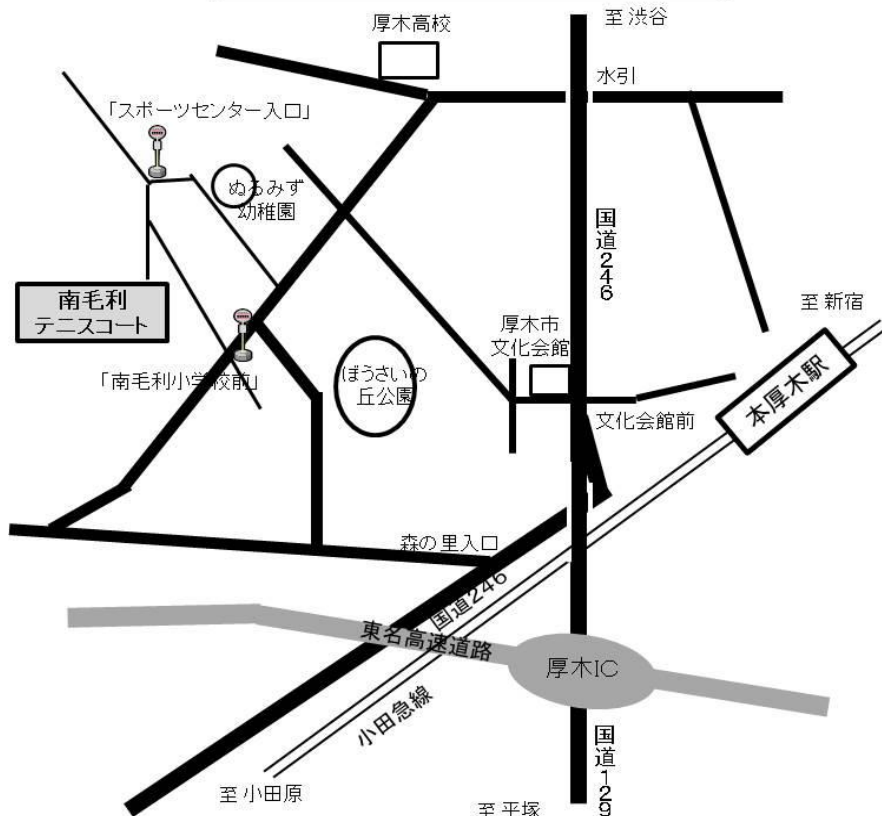 至 渋谷
厚木高校
水引
「スポーツセンター入口」
ぬるみず
幼稚園
国道246
至 新宿
南毛利
テニスコート
厚木市
文化会館
「南毛利小学校前」
ぼうさいの
丘公園
本厚木駅
文化会館前
森の里入口
国道246
東名高速道路
厚木IC
小田急線
国道129
至 小田原
至 平塚